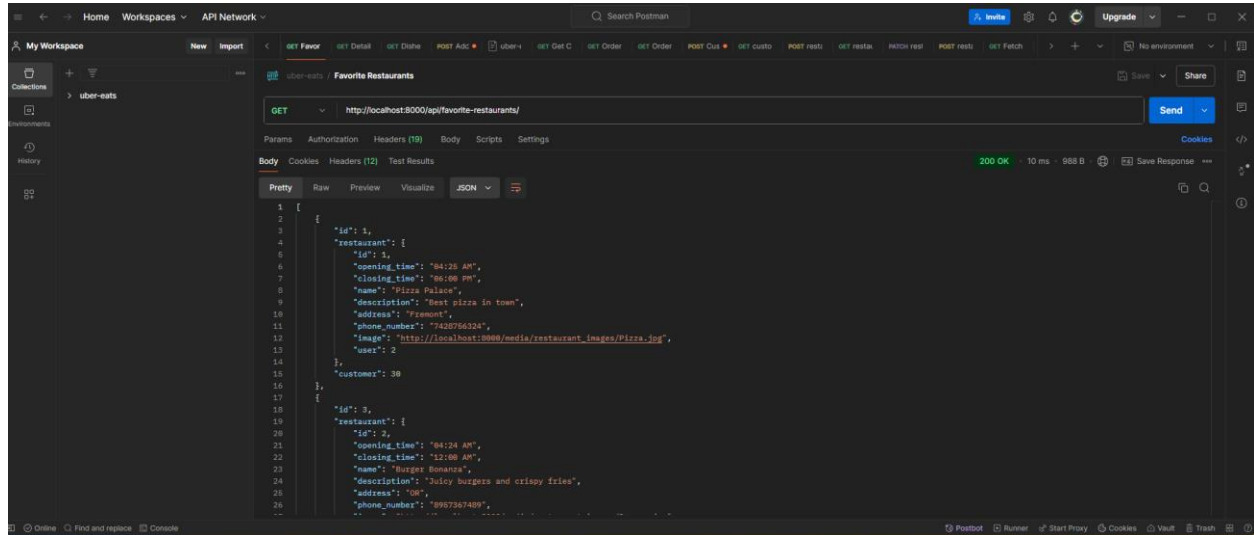 Home Workspaces API Network Search Postman Invite Upgrade
My Workspace New Import GET Favor GET Detail GET Dishe POST Adc uber-i GET Get C GET Order GET Order POST Cus GET custo POST resta GET restau PATCH rest POST resta GET Fetch No environment
Collections
Environments
History
uber-eats
uber-eats / Favorite Restaurants Save Share
GET http://localhost:8000/api/favorite-restaurants/ Send
Params Authorization Headers (19) Body Scripts Settings Cookies
Body Cookies Headers (12) Test Results 200 OK 10 ms 988 B Save Response
Pretty Raw Preview Visualize JSON
1 [
2 {
3 "id": 1,
4 "restaurant": {
5 "id": 1,
6 "opening_time": "04:25 AM",
7 "closing_time": "06:00 PM",
8 "name": "Pizza Palace",
9 "description": "Best pizza in town",
10 "address": "Fremont",
11 "phone_number": "7428756324",
12 "image": "http://localhost:8000/media/restaurant_images/Pizza.jpg",
13 "user": 2
14 },
15 "customer": 30
16 },
17 {
18 "id": 3,
19 "restaurant": {
20 "id": 2,
21 "opening_time": "04:24 AM",
22 "closing_time": "12:00 AM",
23 "name": "Burger Bonanza",
24 "description": "Juicy burgers and crispy fries",
25 "address": "OR",
26 "phone_number": "8957367489",
Online Find and replace Console Postbot Runner Start Proxy Cookies Vault Trash